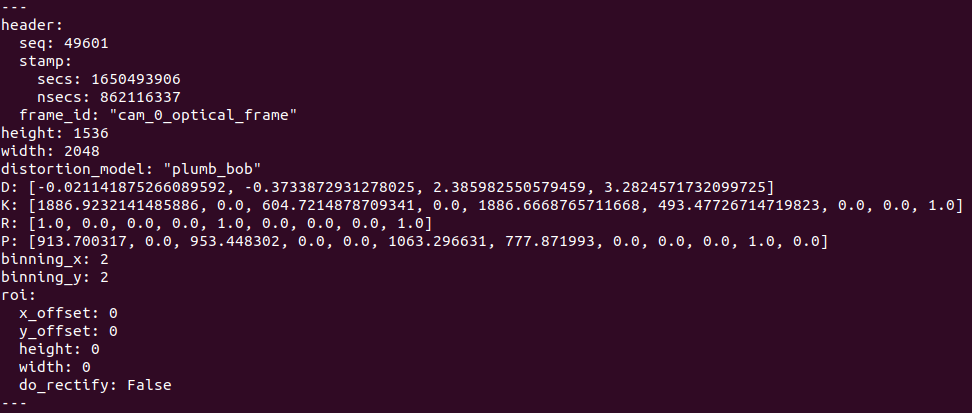 ---
header:
  seq: 49601
  stamp:
    secs: 1650493906
    nsecs: 862116337
  frame_id: "cam_0_optical_frame"
height: 1536
width: 2048
distortion_model: "plumb_bob"
D: [-0.021141875266089592, -0.3733872931278025, 2.385982550579459, 3.2824571732099725]
K: [1886.9232141485886, 0.0, 604.7214878709341, 0.0, 1886.6668765711668, 493.47726714719823, 0.0, 0.0, 1.0]
R: [1.0, 0.0, 0.0, 0.0, 1.0, 0.0, 0.0, 0.0, 1.0]
P: [913.700317, 0.0, 953.448302, 0.0, 0.0, 1063.296631, 777.871993, 0.0, 0.0, 0.0, 1.0, 0.0]
binning_x: 2
binning_y: 2
roi:
  x_offset: 0
  y_offset: 0
  height: 0
  width: 0
  do_rectify: False
---